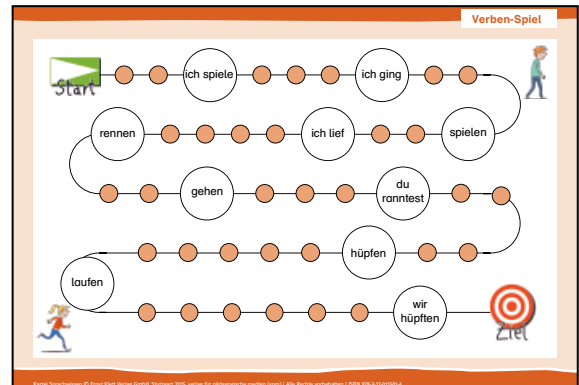 Verben-Spiel
Start
ich spiele
ich ging
spielen
ich lief
rennen
gehen
du
ranntest
hüpfen
laufen
wir
hüpften
Ziel